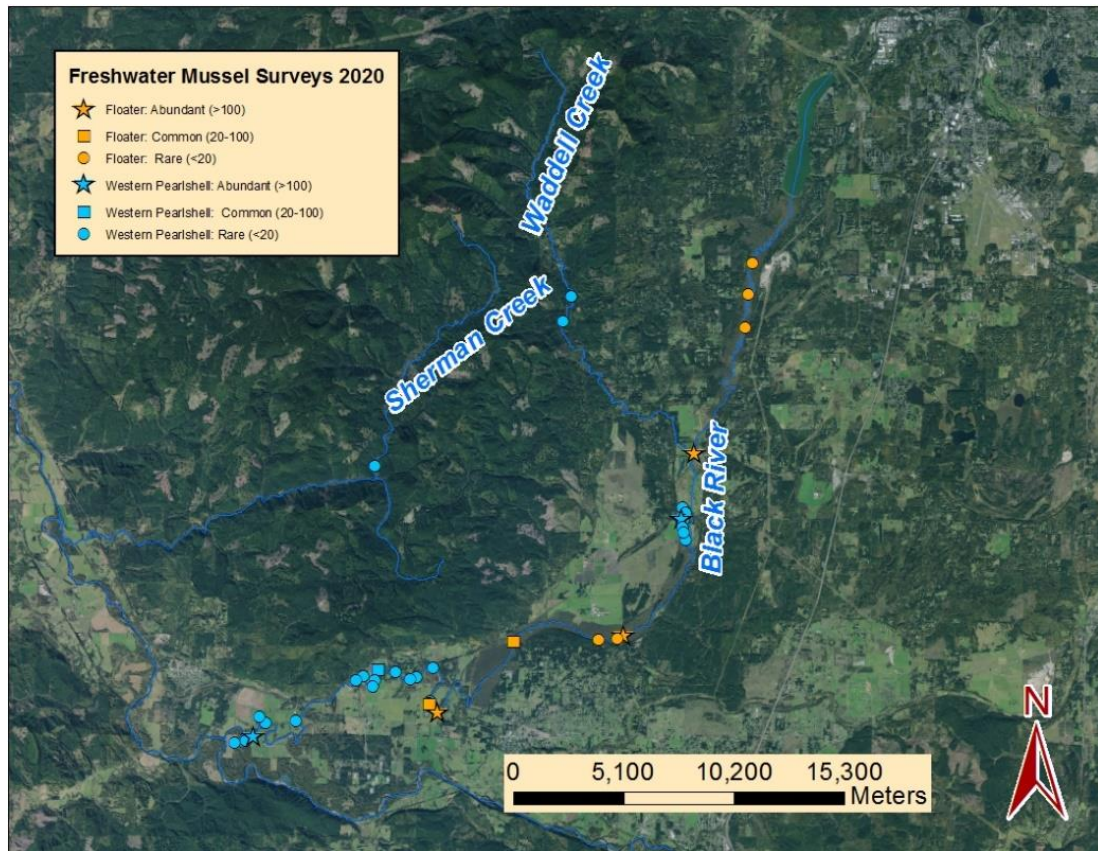 Freshwater Mussel Surveys 2020
Floater: Abundant (>100)
Floater: Common (20-100)
Floater: Rare (<20)
Western Pearlshell: Abundant (>100)
Western Pearlshell: Common (20-100)
Western Pearlshell: Rare (<20)
Waddell Creek
Sherman Creek
Black River
N
0 5,100 10,200 15,300
Meters